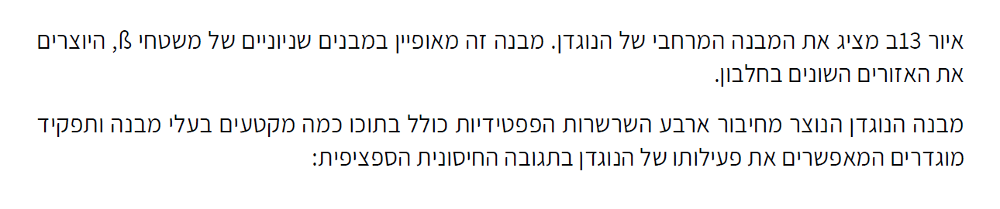 איור 13ב מציג את המבנה המרחבי של הנוגדן. מבנה זה מאופיין במבנים שניוניים של משטחי ß, היוצרים
את האזורים השונים בחלבון.
מבנה הנוגדן הנוצר מחיבור ארבע השרשרות הפפטידיות כולל בתוכו כמה מקטעים בעלי מבנה ותפקיד
מוגדרים המאפשרים את פעילותו של הנוגדן בתגובה החיסונית הספציפית: